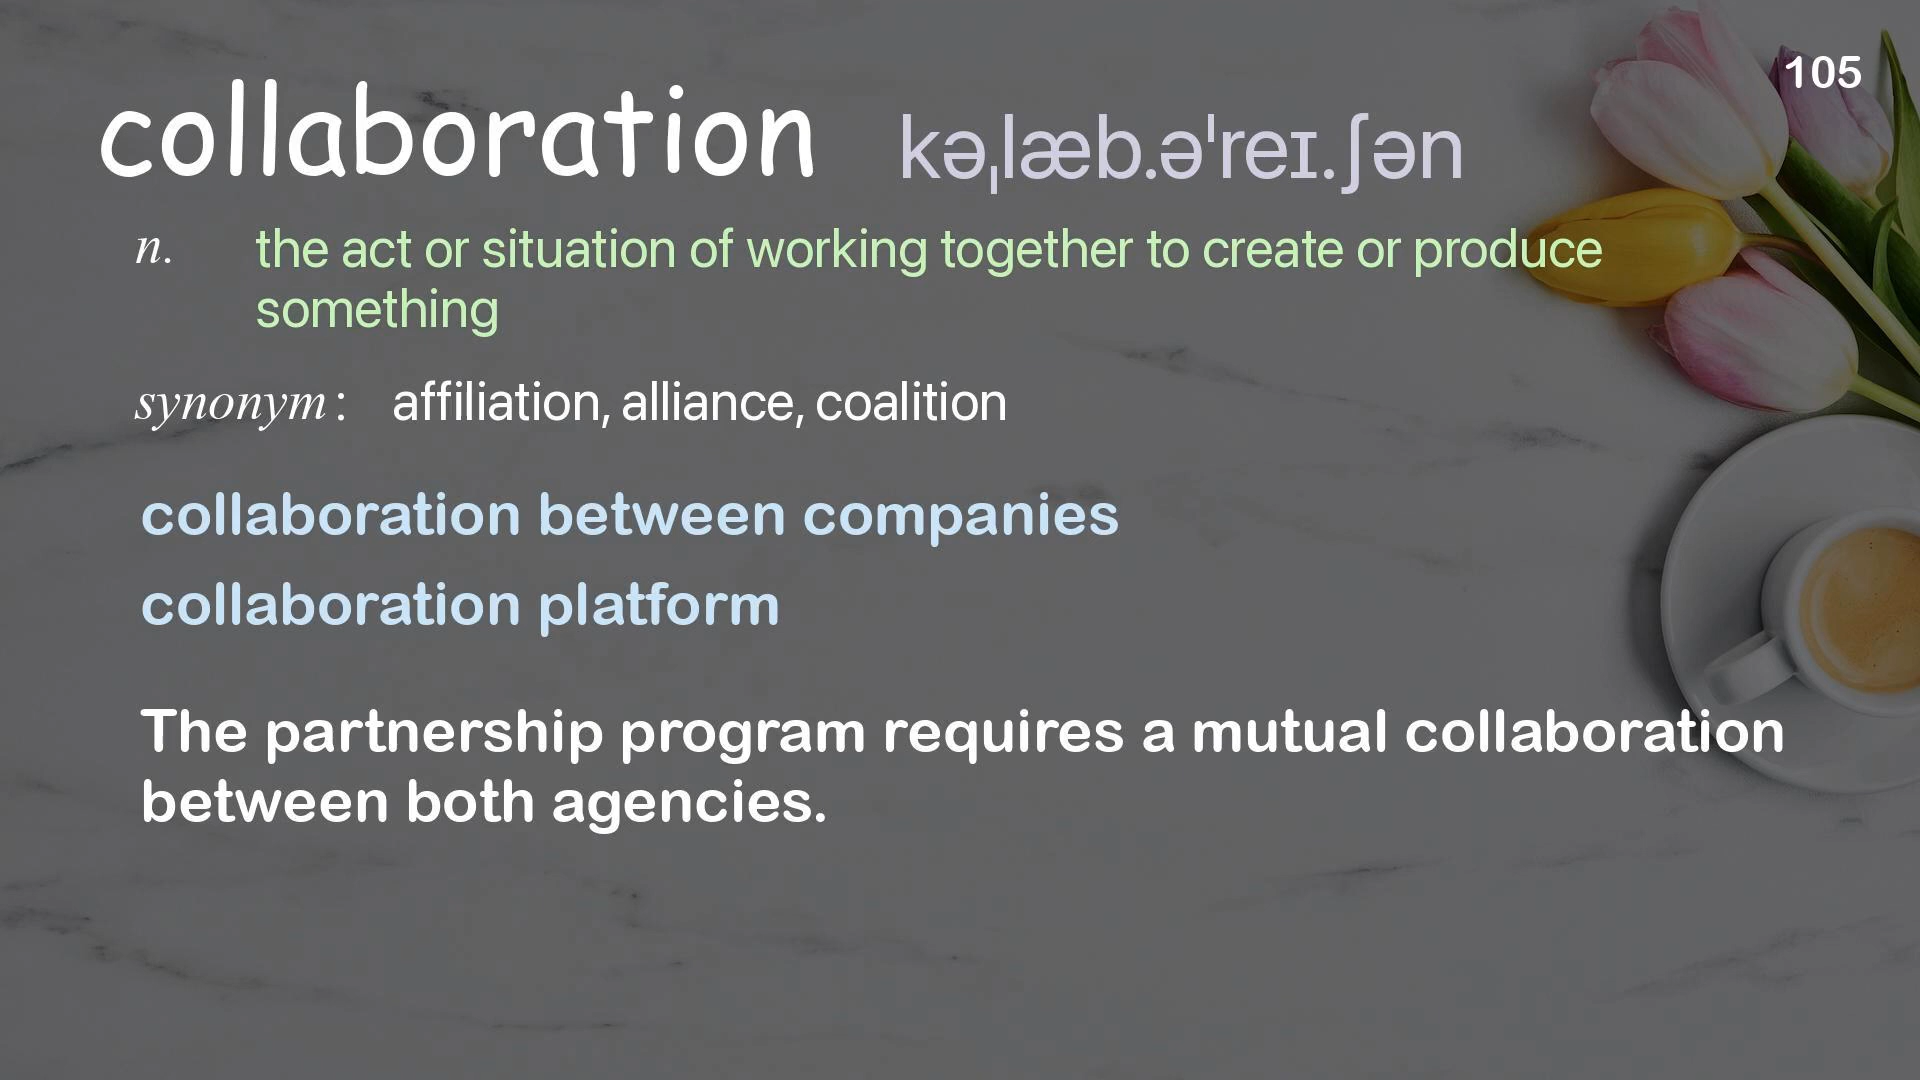 105
collaboration kəˌlæb.əˈreɪ.ʃən
n. the act or situation of working together to create or produce
something
synonym: affiliation, alliance, coalition
collaboration between companies
collaboration platform
The partnership program requires a mutual collaboration
between both agencies.